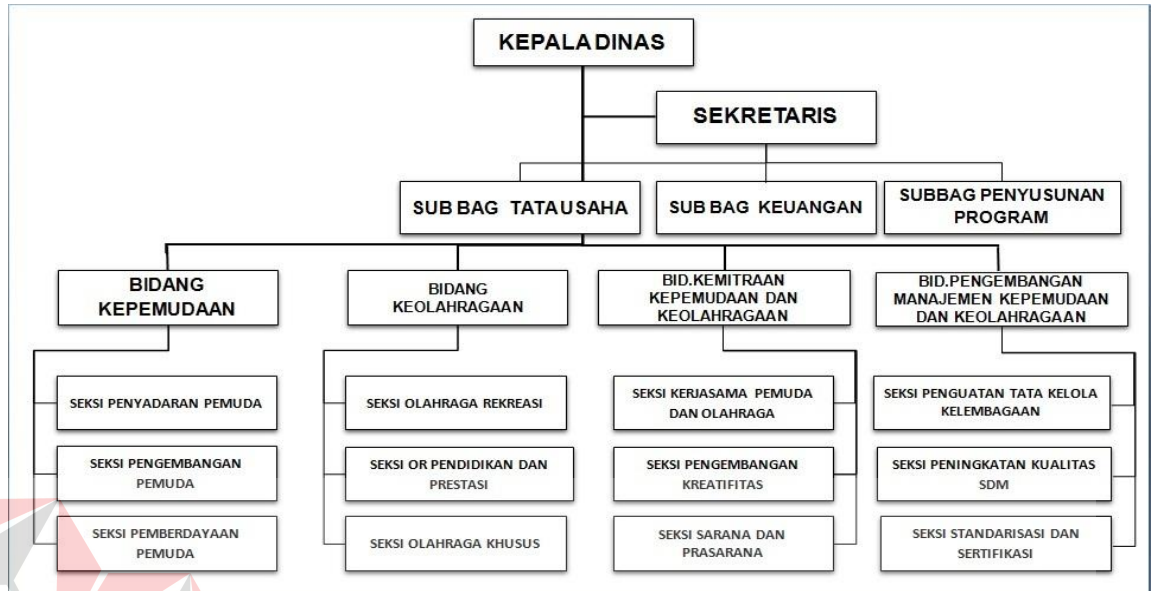 KEPALA DINAS
SEKRETARIS
SUB BAG TATA USAHA
SUB BAG KEUANGAN
SUBBAG PENYUSUNAN
PROGRAM
BIDANG
KEPEMUDAAN
BIDANG
KEOLAHRAGAAN
BID.KEMITRAAN
KEPEMUDAAN DAN
KEOLAHRAGAAN
BID.PENGEMBANGAN
MANAJEMEN KEPEMUDAAN
DAN KEOLAHRAGAAN
SEKSI PENYADARAN PEMUDA
SEKSI OLAHRAGA REKREASI
SEKSI KERJASAMA PEMUDA
DAN OLAHRAGA
SEKSI PENGUATAN TATA KELOLA
KELEMBAGAAN
SEKSI PENGEMBANGAN
PEMUDA
SEKSI OR PENDIDIKAN DAN
PRESTASI
SEKSI PENGEMBANGAN
KREATIFITAS
SEKSI PENINGKATAN KUALITAS
SDM
SEKSI PEMBERDAYAAN
PEMUDA
SEKSI OLAHRAGA KHUSUS
SEKSI SARANA DAN
PRASARANA
SEKSI STANDARISASI DAN
SERTIFIKASI